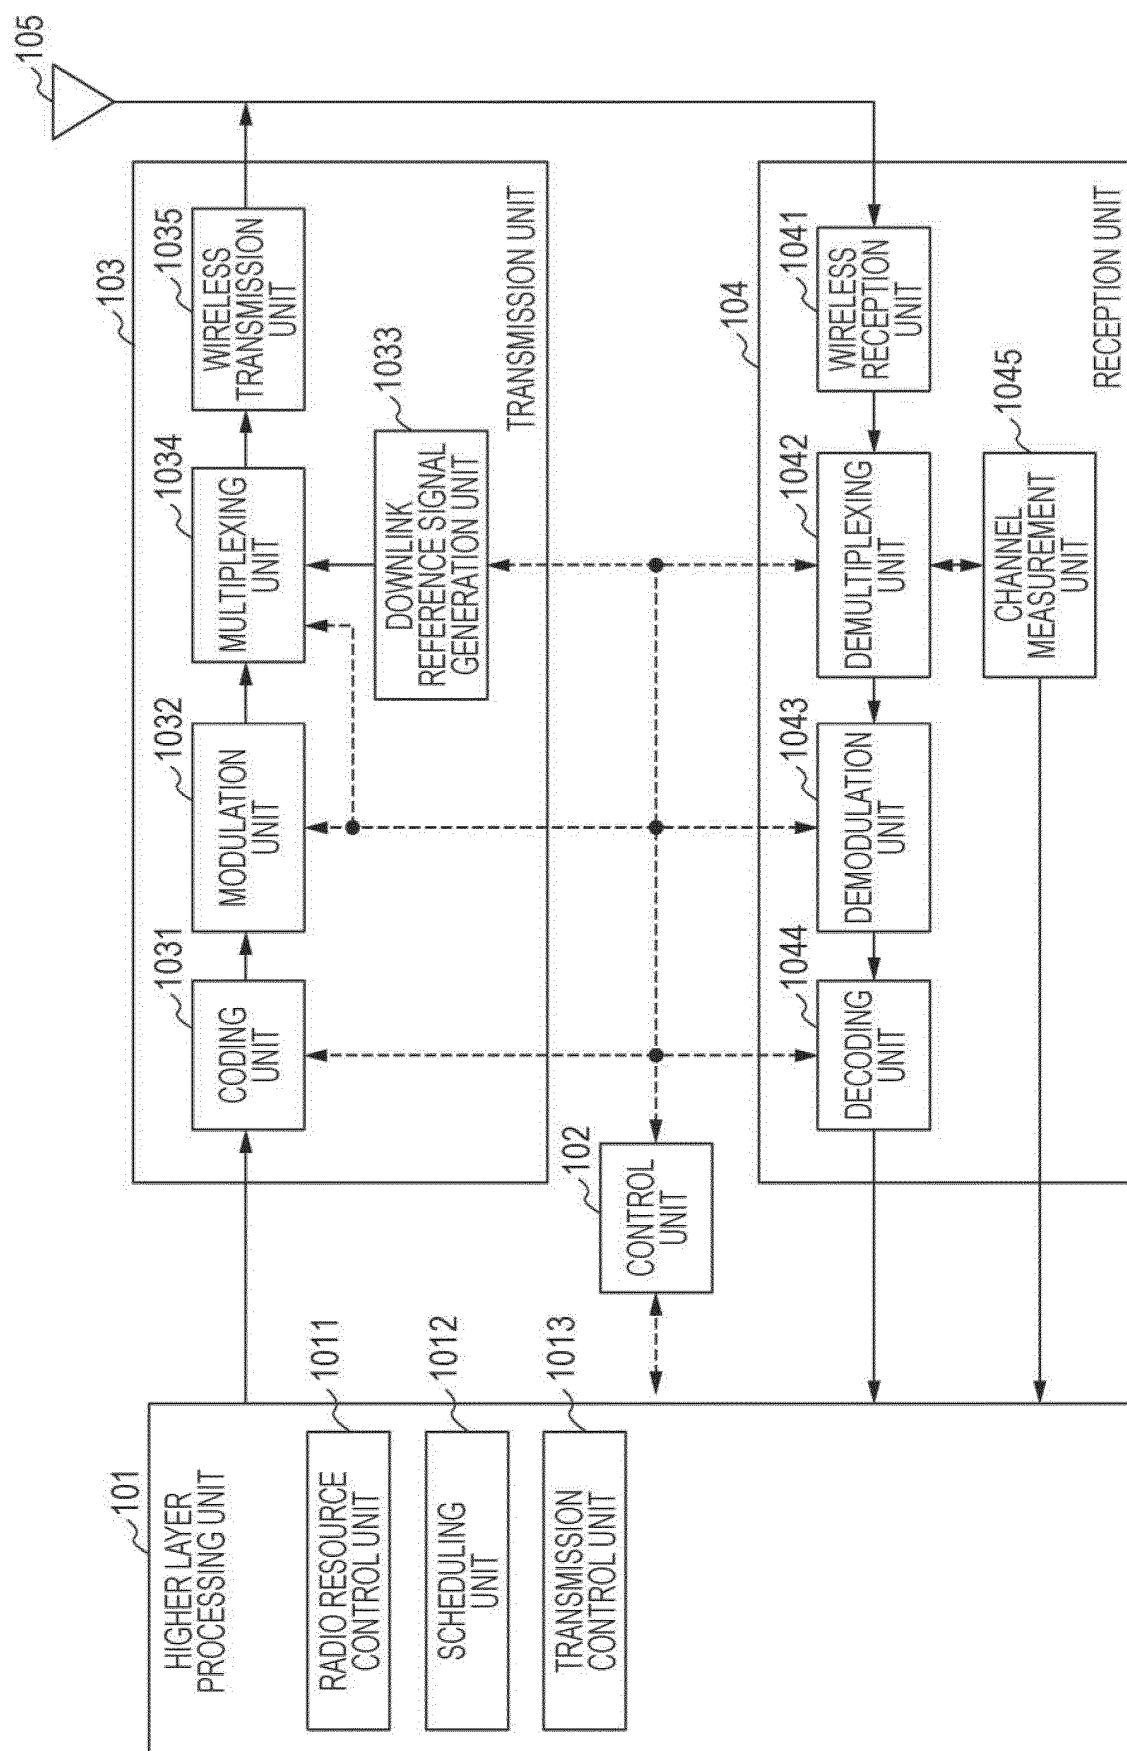 101
HIGHER LAYER
PROCESSING UNIT
1011
RADIO RESOURCE
CONTROL UNIT
1012
SCHEDULING
UNIT
1013
TRANSMISSION
CONTROL UNIT
102
CONTROL
UNIT
103
1031
CODING
UNIT
1032
MODULATION
UNIT
1034
MULTIPLEXING
UNIT
1035
WIRELESS
TRANSMISSION
UNIT
1033
DOWNLINK
REFERENCE SIGNAL
GENERATION UNIT
TRANSMISSION UNIT
105
104
1044
DECODING
UNIT
1043
DEMODULATION
UNIT
1042
DEMULTIPLEXING
UNIT
1041
WIRELESS
RECEPTION
UNIT
1045
CHANNEL
MEASUREMENT
UNIT
RECEPTION UNIT